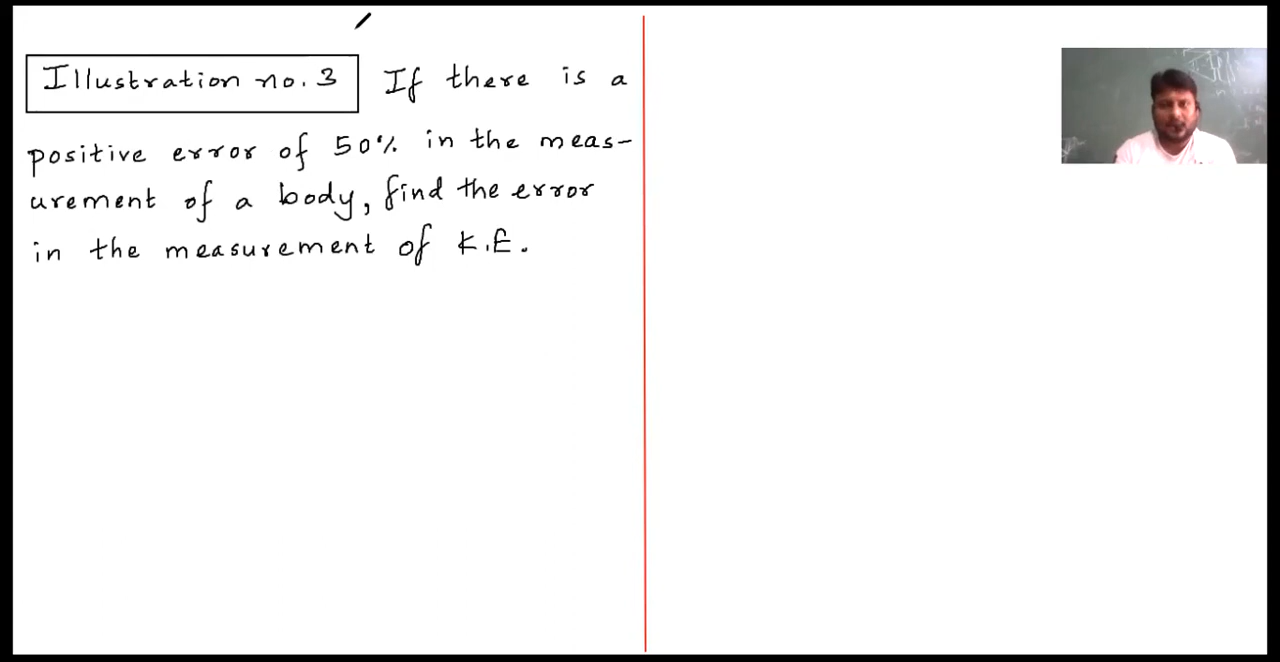 Illustration no. 3 If there is a
positive error of 50% in the meas-
urement of a body, find the error
in the measurement of K.E.